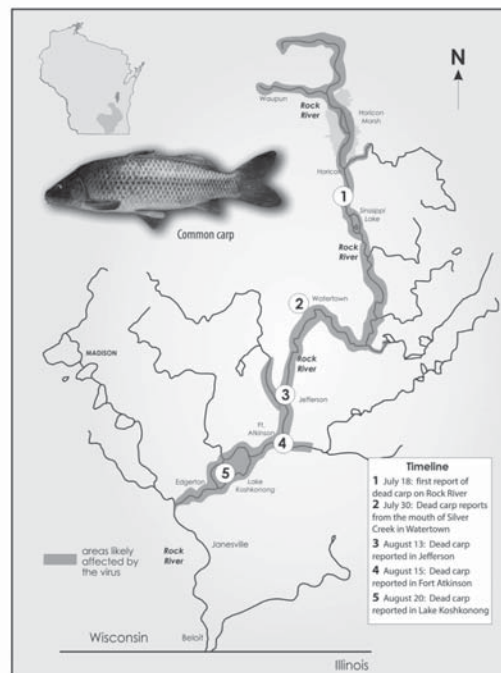 N
Waupun
Rock
River
Horicon
Marsh
Horicon
1
Sinissippi
Lake
Common carp
Rock
River
2
Watertown
MADISON
Rock
River
3
Jefferson
Ft.
Atkinson
4
5
Edgerton
Lake
Koshkonong
areas likely
affected by
the virus
Rock
River
Janesville
Beloit
Wisconsin
Illinois
Timeline
1 July 18: first report of
dead carp on Rock River
2 July 30: Dead carp reports
from the mouth of Silver
Creek in Watertown
3 August 13: Dead carp
reported in Jefferson
4 August 15: Dead carp
reported in Fort Atkinson
5 August 20: Dead carp
reported in Lake Koshkonong